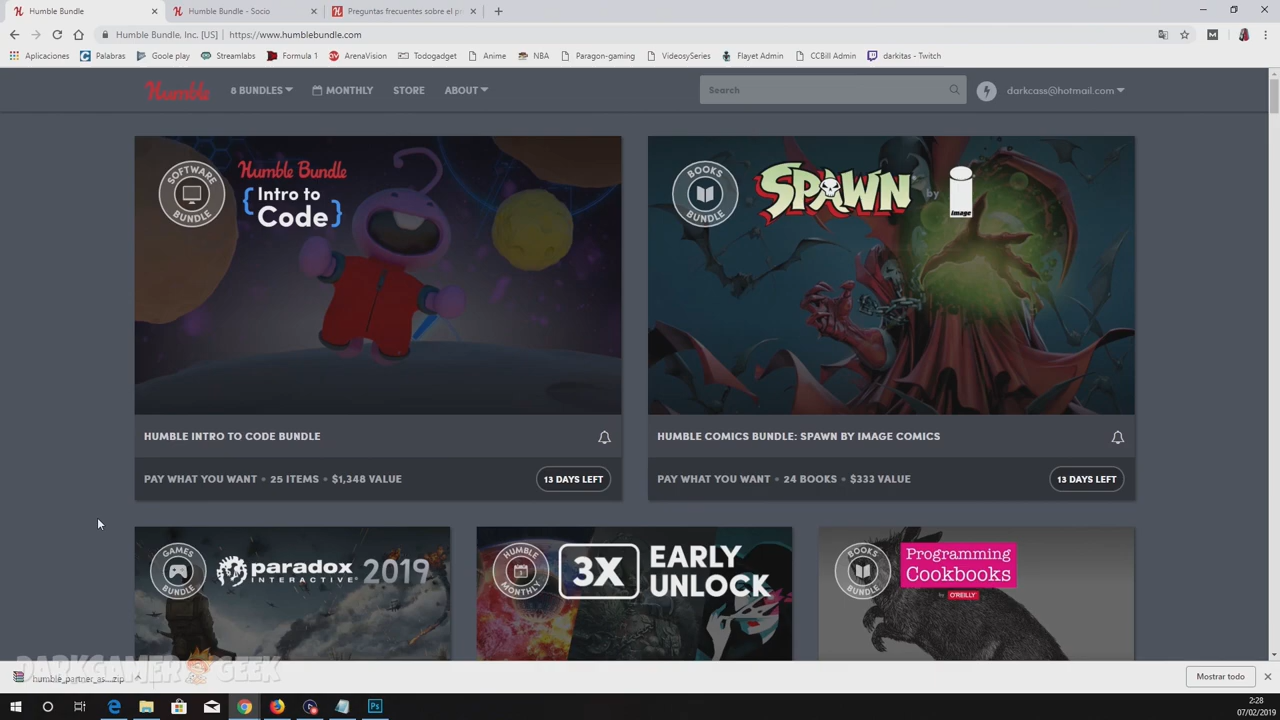 Humble Bundle
Humble Bundle - Socio
Preguntas frecuentes sobre el pr
Humble Bundle, Inc. [US] | https://www.humblebundle.com
Aplicaciones Palabras Goole play Streamlabs Formula 1 ArenaVision Todogadget Anime NBA Paragon-gaming VideosySeries Flayet Admin CCBill Admin darkitas - Twitch
Humble 8 BUNDLES MONTHLY STORE ABOUT Search darkcass@hotmail.com
SOFTWARE BUNDLE
Humble Bundle
{ Intro to
Code }
BOOKS BUNDLE
SPAWN by image
HUMBLE INTRO TO CODE BUNDLE
PAY WHAT YOU WANT • 25 ITEMS • $1,348 VALUE 13 DAYS LEFT
HUMBLE COMICS BUNDLE: SPAWN BY IMAGE COMICS
PAY WHAT YOU WANT • 24 BOOKS • $333 VALUE 13 DAYS LEFT
GAMES BUNDLE
paradox 2019
INTERACTIVE
HUMBLE MONTHLY
3X EARLY
UNLOCK
BOOKS BUNDLE
Programming
Cookbooks
by O'REILLY
DARKGAMER GEEK
humble_partner_as....zip
Mostrar todo
2:28
07/02/2019